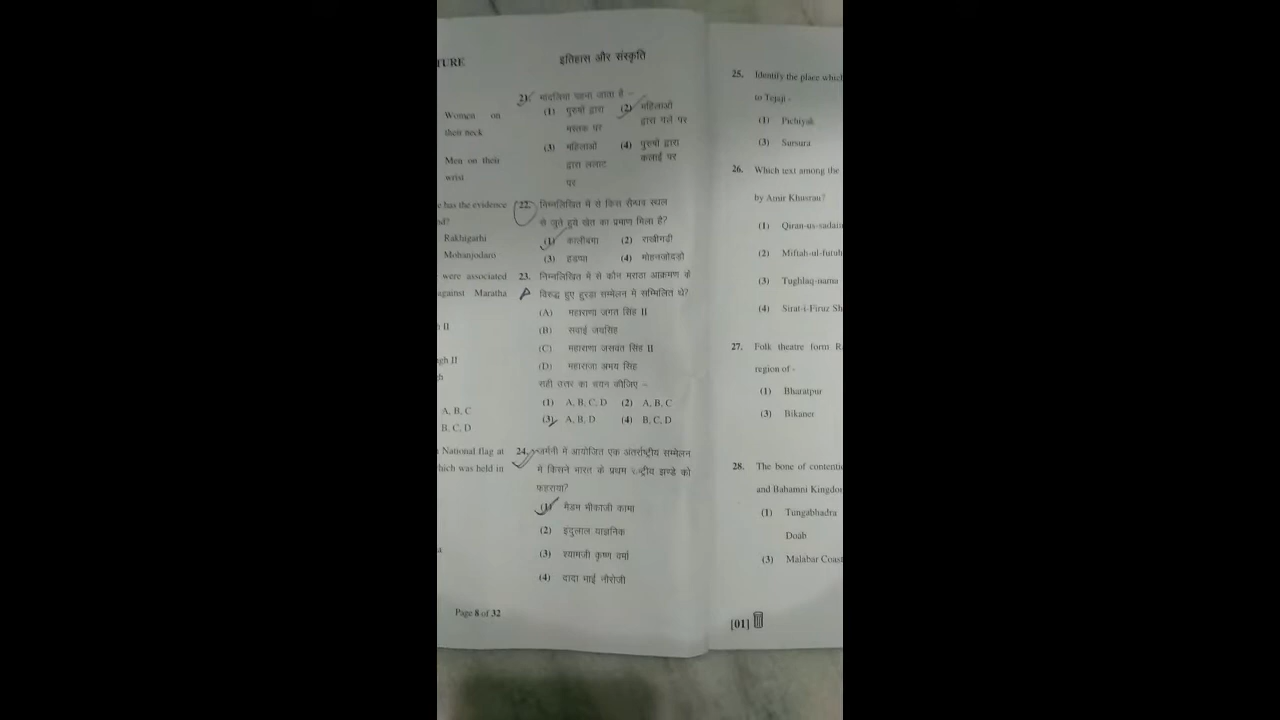 TURE
Women on
their neck
Men on their
wrist
e has the evidence
ad?
Rakhigarhi
Mohanjodaro
were associated
against Maratha
h II
ngh II
gh
A, B, C
B, C, D
National flag at
hich was held in
a
Page 8 of 32
इतिहास और संस्कृति
21. मादलिया पहना जाता है –
(1) पुरुषों द्वारा (2) महिलाओं
मस्तक पर द्वारा गले पर
(3) महिलाओं (4) पुरुषों द्वारा
द्वारा ललाट कलाई पर
पर
22. निम्नलिखित में से किस सैन्धव स्थल
से जुते हुये खेत का प्रमाण मिला है?
(1) कालीबंगा (2) राखीगढ़ी
(3) हड़प्पा (4) मोहनजोदड़ो
23. निम्नलिखित में से कौन मराठा आक्रमण के
विरुद्ध हुए हुरडा सम्मेलन में सम्मिलित थे?
(A) महाराणा जगत सिंह II
(B) सवाई जयसिंह
(C) महाराणा जसवंत सिंह II
(D) महाराजा अभय सिंह
सही उत्तर का चयन कीजिए –
(1) A, B, C, D (2) A, B, C
(3) A, B, D (4) B, C, D
24. जर्मनी में आयोजित एक अंतर्राष्ट्रीय सम्मेलन
में किसने भारत के प्रथम राष्ट्रीय झण्डे को
फहराया?
(1) मैडम भीकाजी कामा
(2) इंदुलाल याज्ञनिक
(3) श्यामजी कृष्ण वर्मा
(4) दादा भाई नौरोजी
25. Identify the place which
to Tejaji -
(1) Pichiyak
(3) Sursura
26. Which text among the
by Amir Khusrau?
(1) Qiran-us-sadain
(2) Miftah-ul-futuh
(3) Tughlaq-nama
(4) Sirat-i-Firuz Sh
27. Folk theatre form R
region of -
(1) Bharatpur
(3) Bikaner
28. The bone of contenti
and Bahamni Kingdo
(1) Tungabhadra
Doab
(3) Malabar Coast
[01]